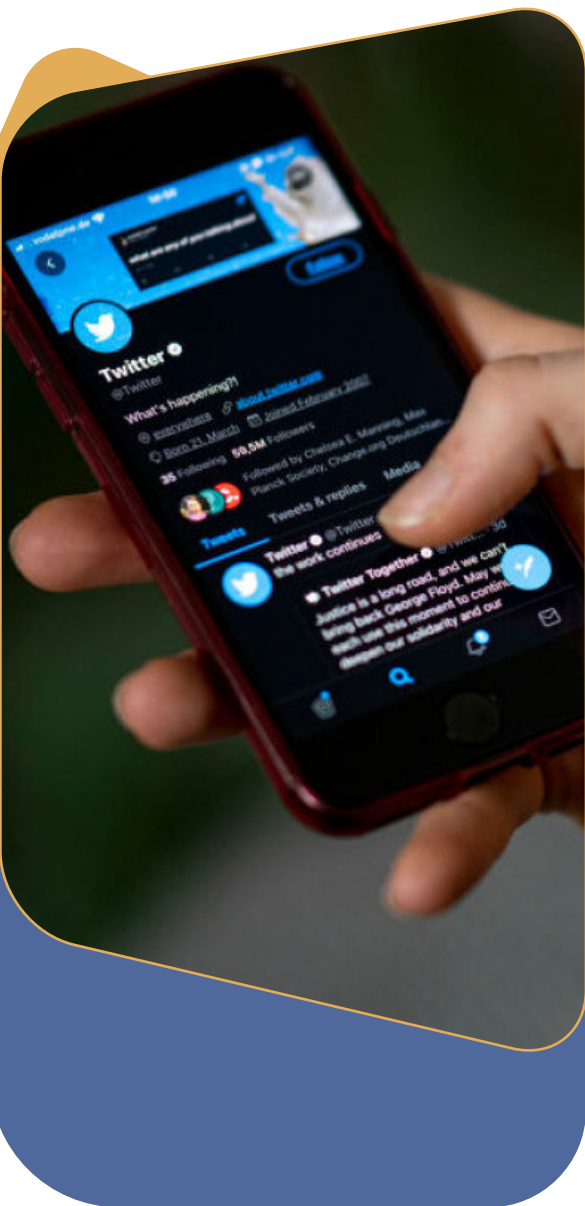 vodafone.de
what are any of you talking about?
Twitter
@Twitter
What's happening?!
everywhere about.twitter.com
Born 21. March Joined February 2007
35 Following 59,5M Followers
Followed by Chelsea E. Manning, Max
Planck Society, Change.org Deutschlan...
Tweets Tweets & replies Media
Twitter @Twitter
the work continues
Twitter Together 3d
Justice is a long road, and we can't
bring back George Floyd. May we
each use this moment to
deepen our solidarity and our